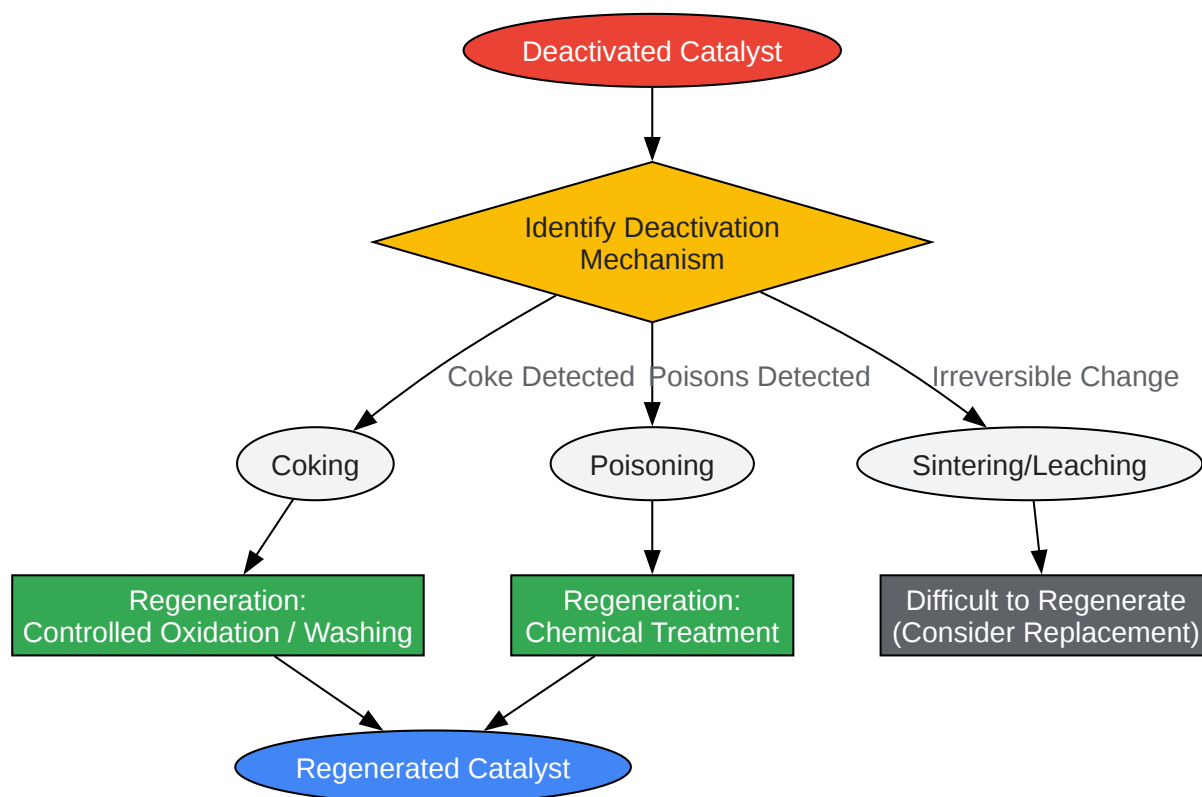 Deactivated Catalyst
Identify Deactivation
Mechanism
Coke Detected
Poisons Detected
Irreversible Change
Coking
Poisoning
Sintering/Leaching
Regeneration:
Controlled Oxidation / Washing
Regeneration:
Chemical Treatment
Difficult to Regenerate
(Consider Replacement)
Regenerated Catalyst